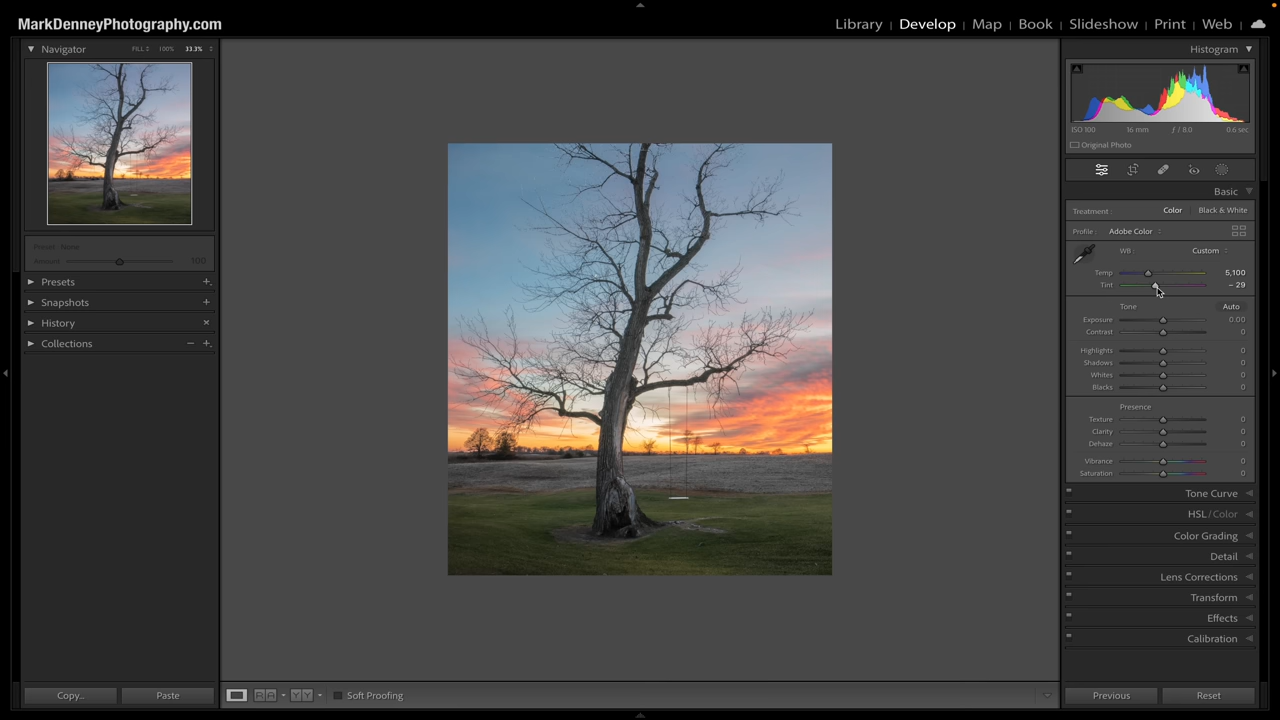 MarkDenneyPhotography.com
Library | Develop | Map | Book | Slideshow | Print | Web
Navigator FILL 100% 33.3%
Preset: None
Amount 100
Presets
Snapshots
History
Collections
Copy... Paste
Soft Proofing
Histogram
ISO 100 16 mm ƒ / 8.0 0.6 sec
Original Photo
Basic
Treatment : Color Black & White
Profile : Adobe Color
WB : Custom
Temp 5,100
Tint – 29
Tone Auto
Exposure 0.00
Contrast 0
Highlights 0
Shadows 0
Whites 0
Blacks 0
Presence
Texture 0
Clarity 0
Dehaze 0
Vibrance 0
Saturation 0
Tone Curve
HSL / Color
Color Grading
Detail
Lens Corrections
Transform
Effects
Calibration
Previous Reset